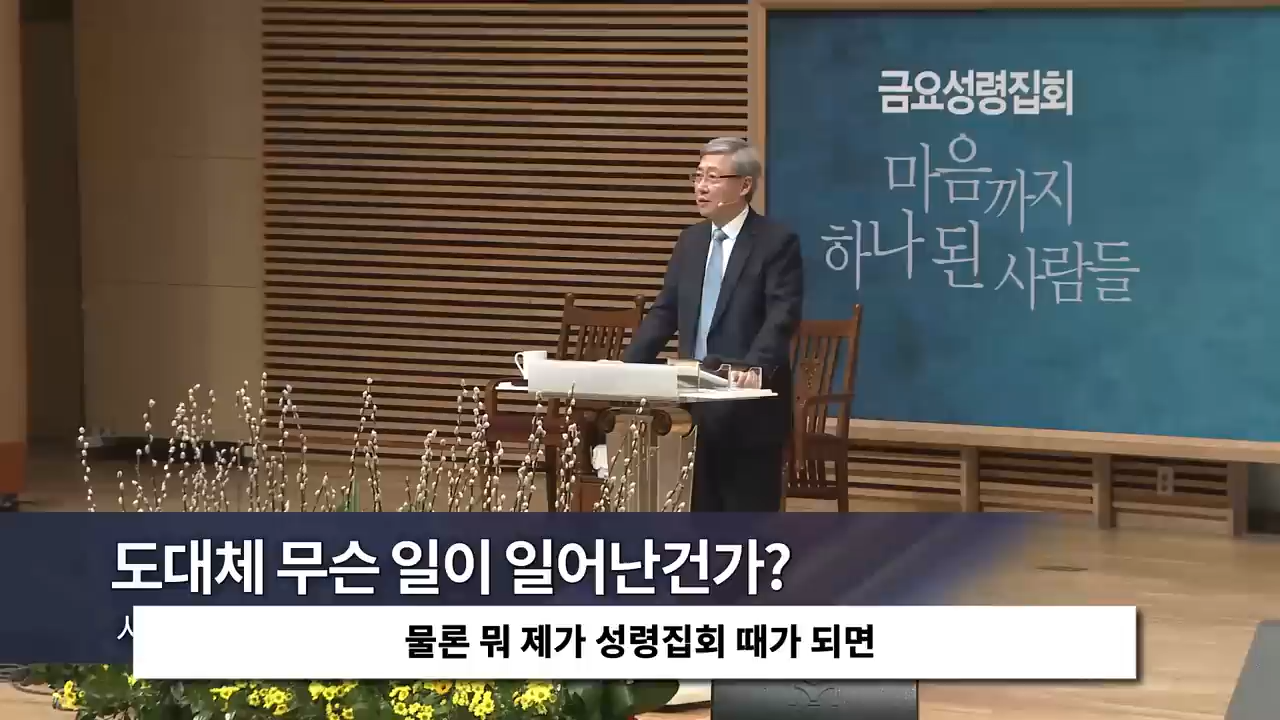 금요성령집회
마음까지
하나 된 사람들
도대체 무슨 일이 일어난건가?
물론 뭐 제가 성령집회 때가 되면